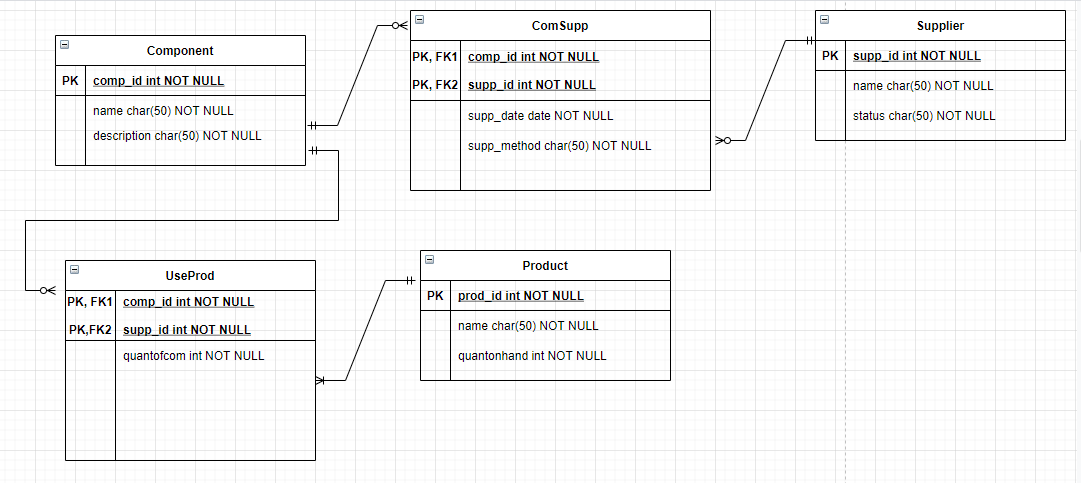 Component
PK comp_id int NOT NULL
name char(50) NOT NULL
description char(50) NOT NULL
ComSupp
PK, FK1 comp_id int NOT NULL
PK, FK2 supp_id int NOT NULL
supp_date date NOT NULL
supp_method char(50) NOT NULL
Supplier
PK supp_id int NOT NULL
name char(50) NOT NULL
status char(50) NOT NULL
UseProd
PK, FK1 comp_id int NOT NULL
PK,FK2 supp_id int NOT NULL
quantofcom int NOT NULL
Product
PK prod_id int NOT NULL
name char(50) NOT NULL
quantonhand int NOT NULL